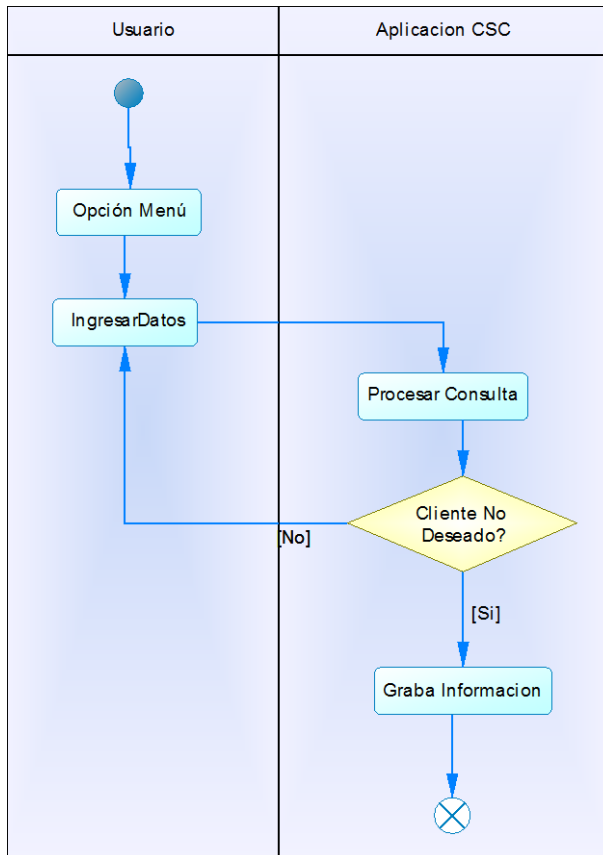 Usuario
Aplicacion CSC
Opción Menú
IngresarDatos
Procesar Consulta
Cliente No
Deseado?
[No]
[Si]
Graba Informacion